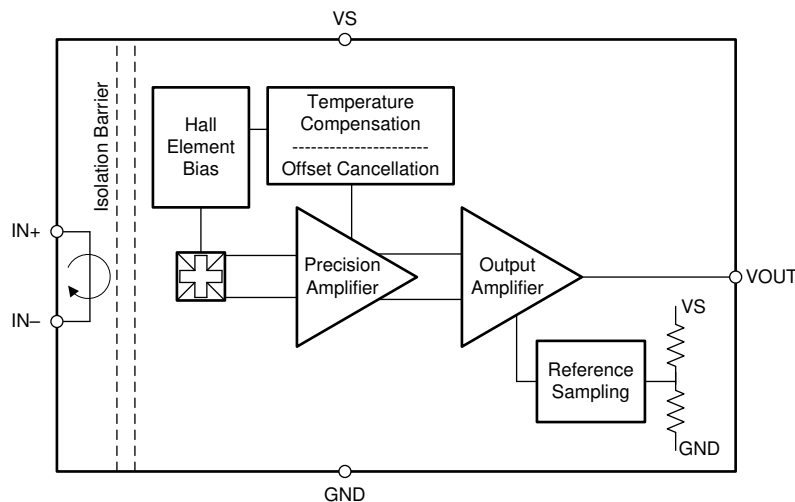 VS
Isolation Barrier
Hall
Element
Bias
Temperature
Compensation
Offset Cancellation
IN+
IN–
Precision
Amplifier
Output
Amplifier
VOUT
VS
Reference
Sampling
GND
GND